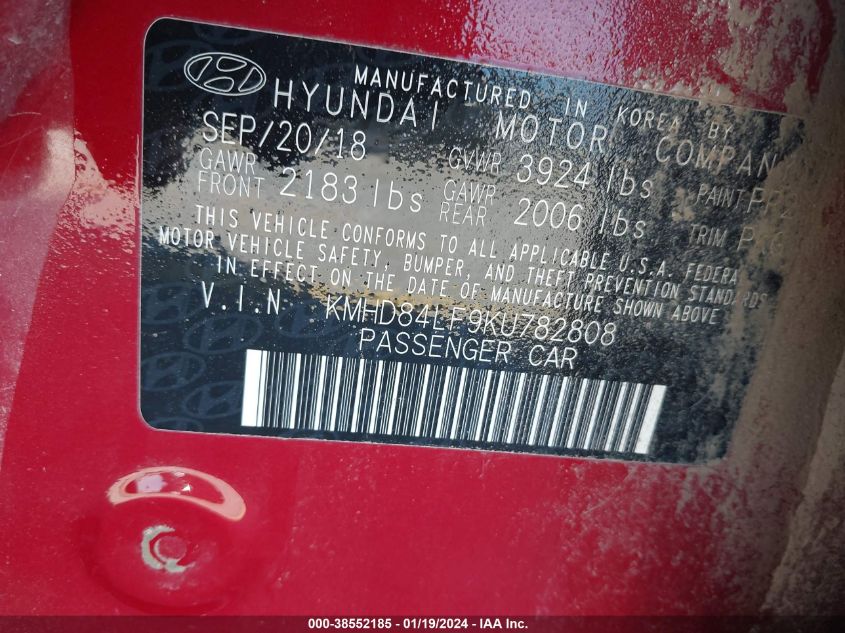 MANUFACTURED IN KOREA BY
HYUNDAI MOTOR COMPAN
SEP/20/18 GVWR 3924 lbs PAINT
GAWR FRONT 2183 lbs GAWR REAR 2006 lbs TRIM
THIS VEHICLE CONFORMS TO ALL APPLICABLE U.S.A. FEDERA
MOTOR VEHICLE SAFETY, BUMPER, AND THEFT PREVENTION STANDARDS
IN EFFECT ON THE DATE OF MANUFACTURE SHOWN ABOVE
V.I.N KMHD84LF9KU782808
PASSENGER CAR
000-38552185 - 01/19/2024 - IAA Inc.